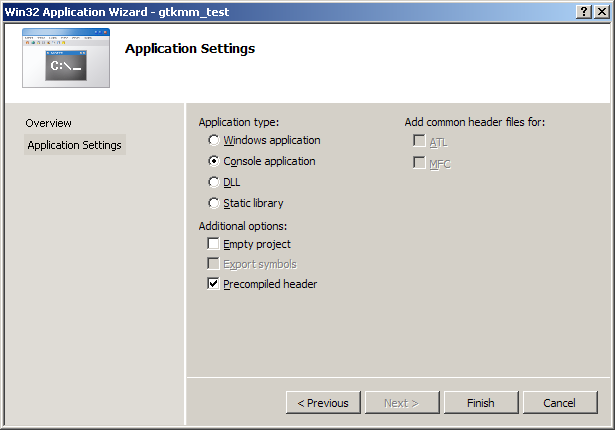 Win32 Application Wizard - gtkmm_test
Application Settings
C:\_
Overview
Application Settings
Application type:
Windows application
Console application
DLL
Static library
Additional options:
Empty project
Export symbols
Precompiled header
Add common header files for:
ATL
MFC
< Previous
Next >
Finish
Cancel